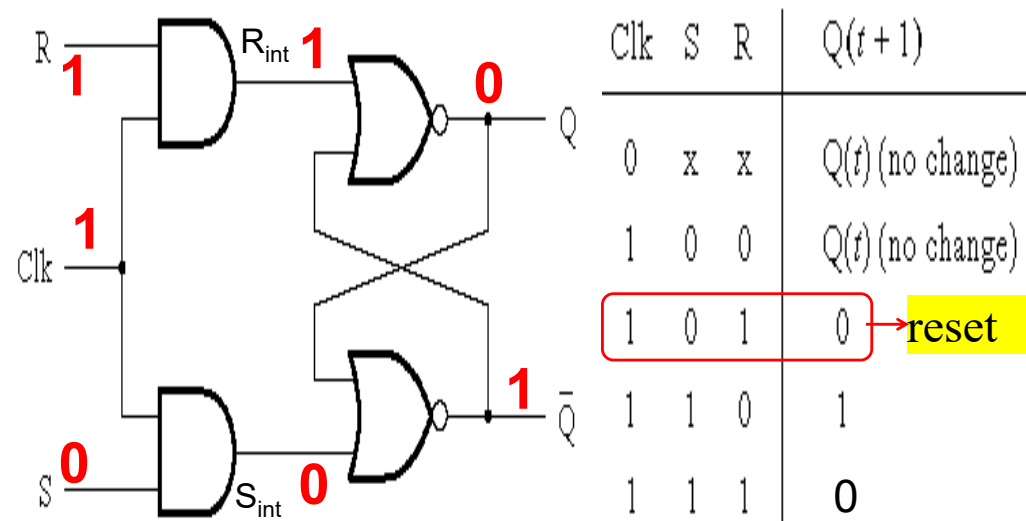 R
1
R_int
1
0
Q
1
Clk
S
0
S_int
0
1
Q̄
Clk S R Q(t + 1)
0 x x Q(t) (no change)
1 0 0 Q(t) (no change)
1 0 1 0 reset
1 1 0 1
1 1 1 0